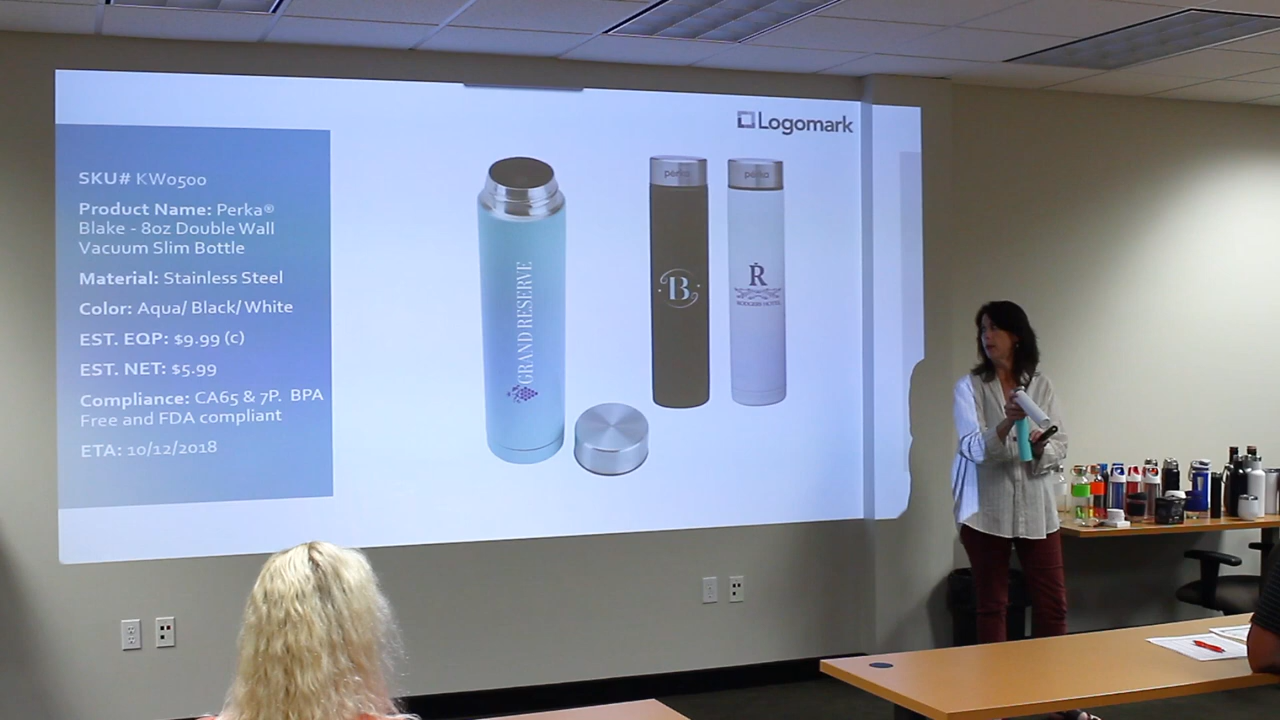 Logomark
SKU# KW0500
Product Name: Perka®
Blake - 8oz Double Wall
Vacuum Slim Bottle
Material: Stainless Steel
Color: Aqua/ Black/ White
EST. EQP: $9.99 (c)
EST. NET: $5.99
Compliance: CA65 & 7P. BPA
Free and FDA compliant
ETA: 10/12/2018
GRAND RESERVE
perka
B
perka
R